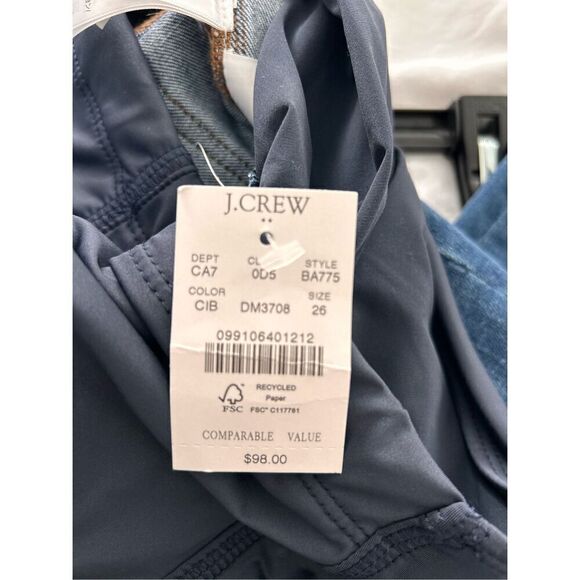 J.CREW
DEPT STYLE
CA7 0D5 BA775
COLOR SIZE
CIB DM3708 26
099106401212
RECYCLED
Paper
FSC FSC® C117761
COMPARABLE VALUE
$98.00